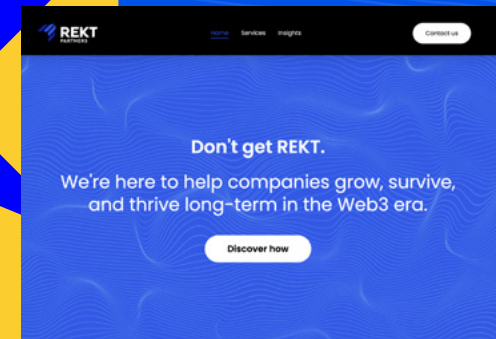 REKT
PARTNERS
Home Services Insights
Contact us
Don't get REKT.
We're here to help companies grow, survive,
and thrive long-term in the Web3 era.
Discover how